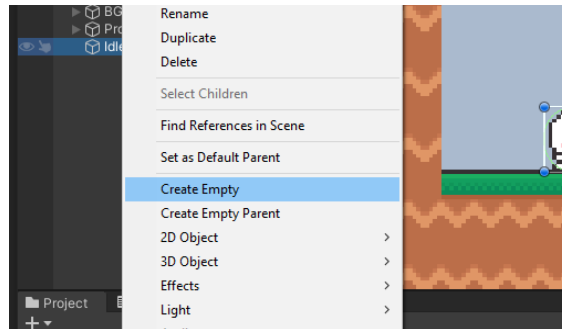 BG
Rename
Pro
Duplicate
Idle
Delete
Select Children
Find References in Scene
Set as Default Parent
Create Empty
Create Empty Parent
2D Object
3D Object
Effects
Project
Light